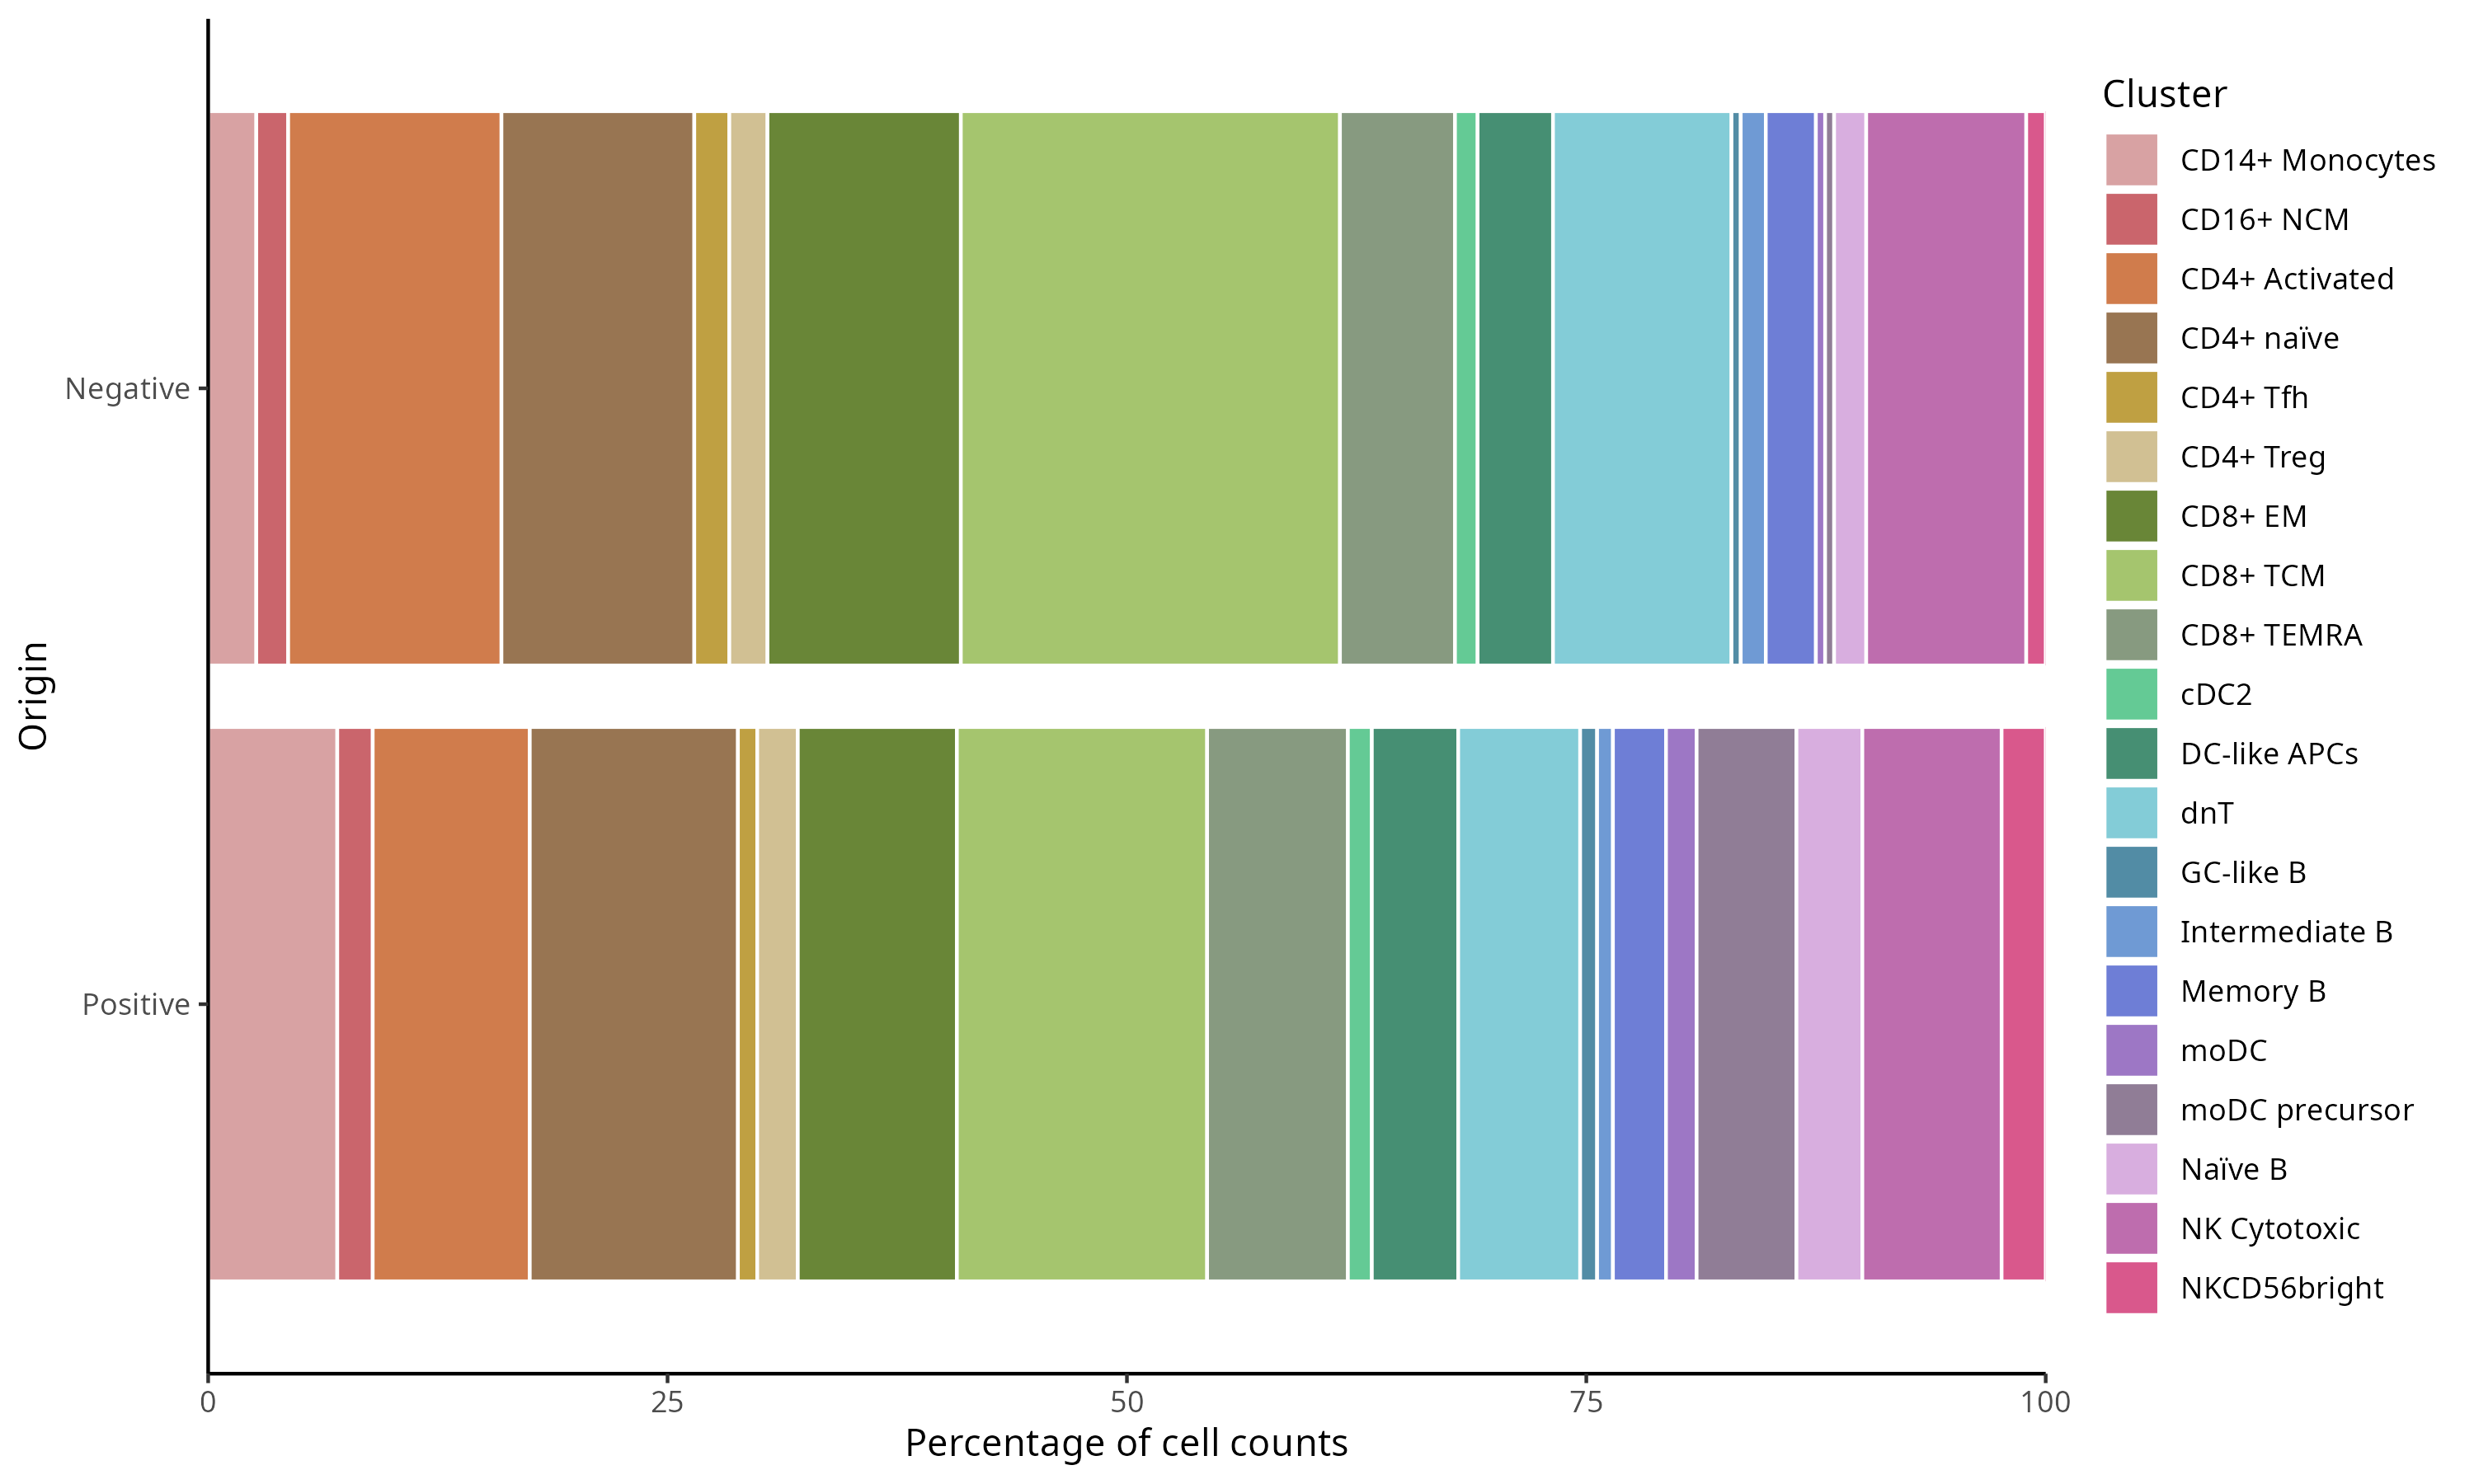 Origin
Negative
Positive
0 25 50 75 100
Percentage of cell counts
Cluster
CD14+ Monocytes
CD16+ NCM
CD4+ Activated
CD4+ naïve
CD4+ Tfh
CD4+ Treg
CD8+ EM
CD8+ TCM
CD8+ TEMRA
cDC2
DC-like APCs
dnT
GC-like B
Intermediate B
Memory B
moDC
moDC precursor
Naïve B
NK Cytotoxic
NKCD56bright